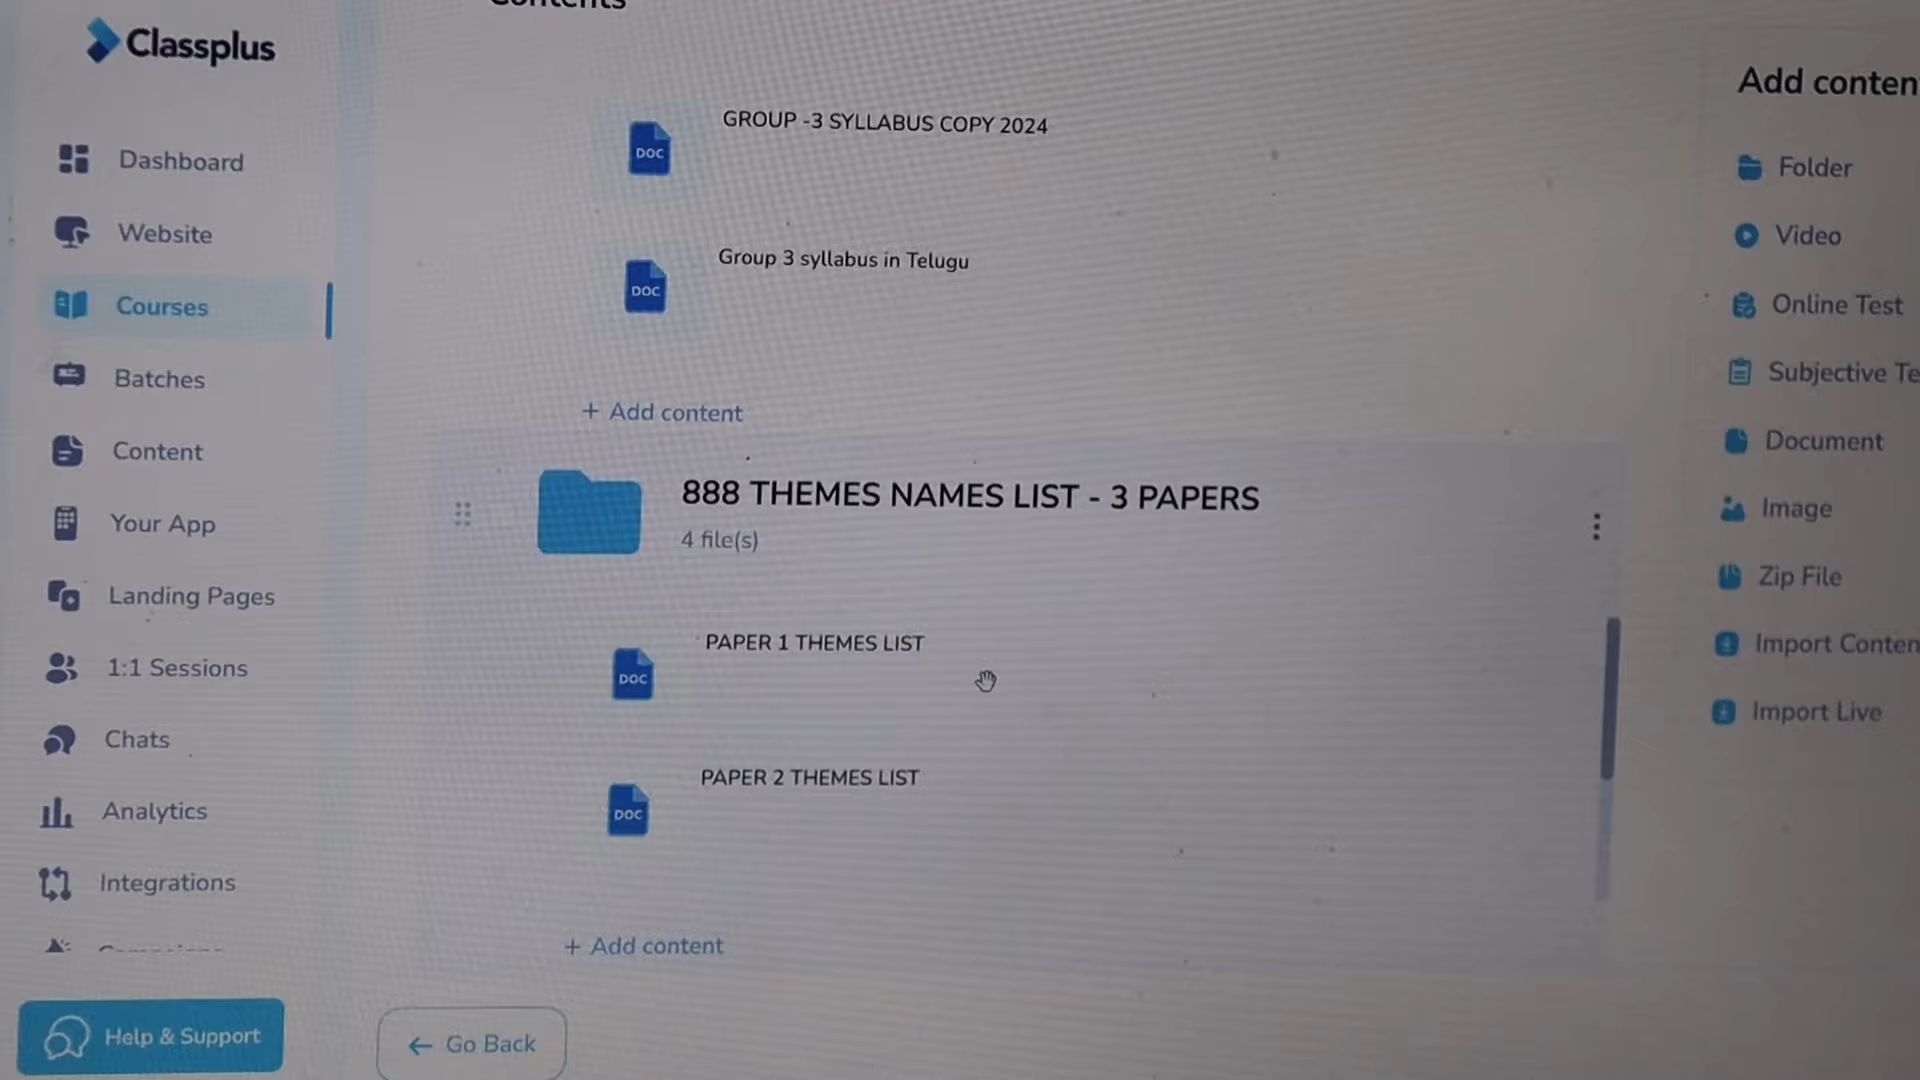 Contents
Classplus
Dashboard
Website
Courses
Batches
Content
Your App
Landing Pages
1:1 Sessions
Chats
Analytics
Integrations
Help & Support
GROUP -3 SYLLABUS COPY 2024
DOC
Group 3 syllabus in Telugu
DOC
+ Add content
888 THEMES NAMES LIST - 3 PAPERS
4 file(s)
PAPER 1 THEMES LIST
DOC
PAPER 2 THEMES LIST
DOC
+ Add content
← Go Back
Add conten
Folder
Video
Online Test
Subjective Te
Document
Image
Zip File
Import Conten
Import Live